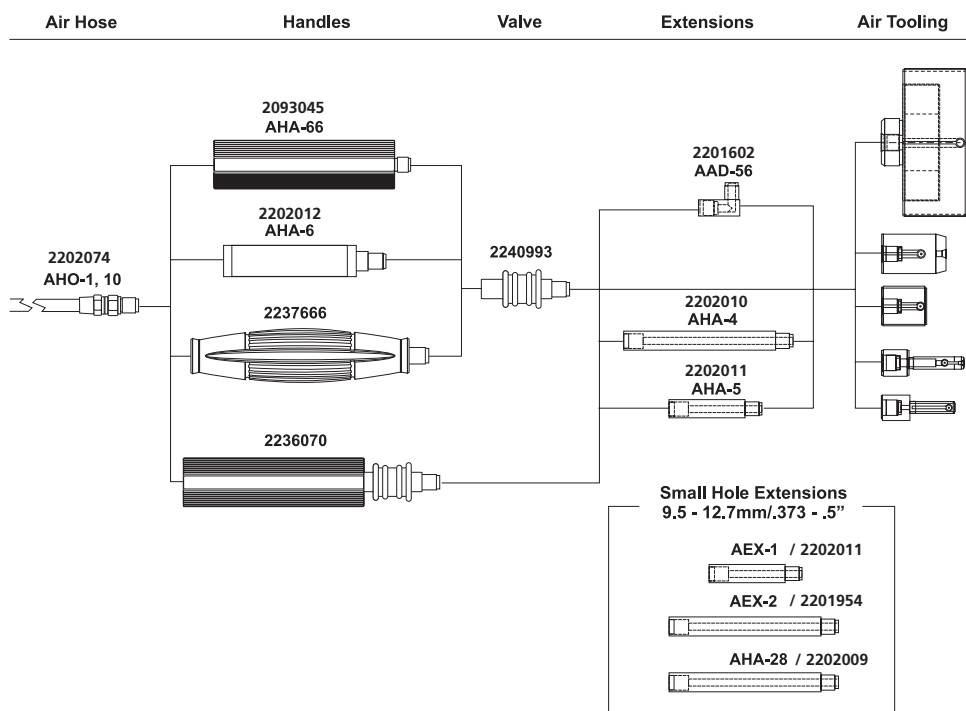 Air Hose
Handles
Valve
Extensions
Air Tooling
2093045
AHA-66
2201602
AAD-56
2202012
AHA-6
2202074
AHO-1, 10
2240993
2237666
2202010
AHA-4
2202011
AHA-5
2236070
Small Hole Extensions
9.5 - 12.7mm/.373 - .5”
AEX-1 / 2202011
AEX-2 / 2201954
AHA-28 / 2202009